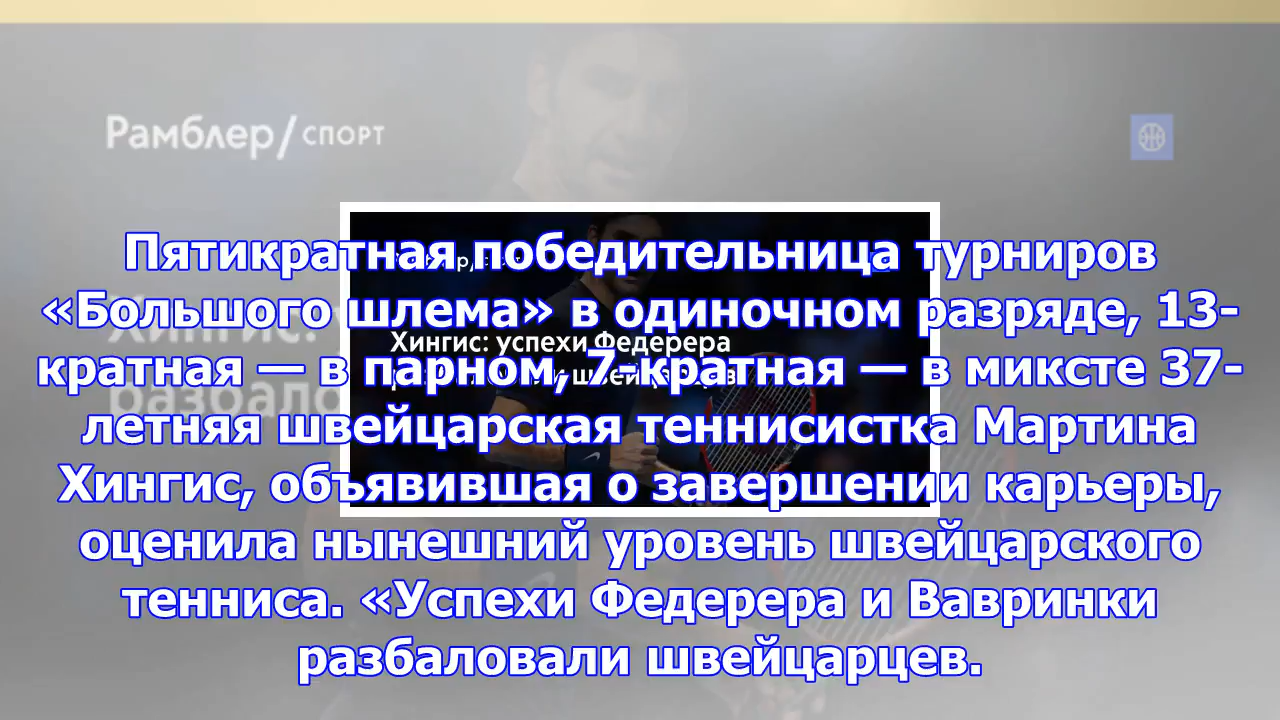 Рамблер/спорт
Пятикратная победительница турниров
«Большого шлема» в одиночном разряде, 13-
кратная — в парном, 7-кратная — в миксте 37-
летняя швейцарская теннисистка Мартина
Хингис, объявившая о завершении карьеры,
оценила нынешний уровень швейцарского
тенниса. «Успехи Федерера и Вавринки
разбаловали швейцарцев.
Хингис: успехи Федерера